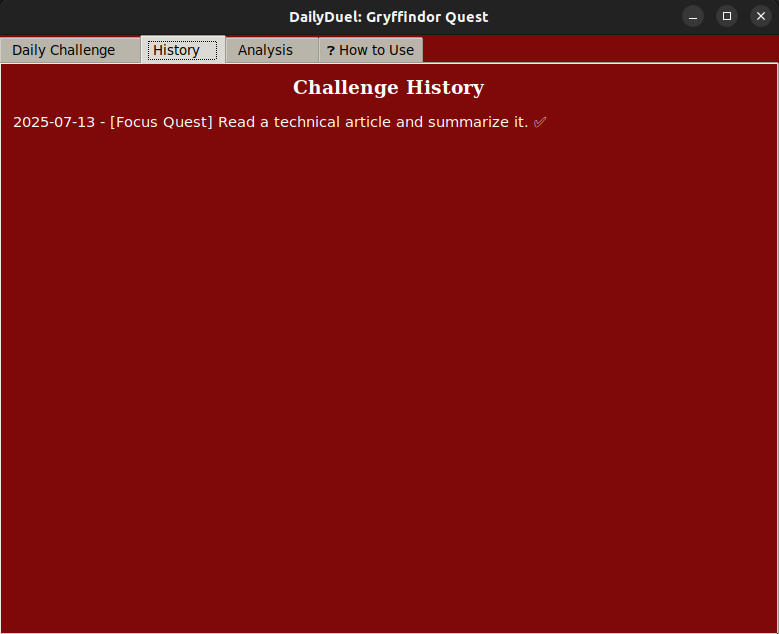 DailyDuel: Gryffindor Quest
Daily Challenge History Analysis ? How to Use
Challenge History
2025-07-13 - [Focus Quest] Read a technical article and summarize it. ✅